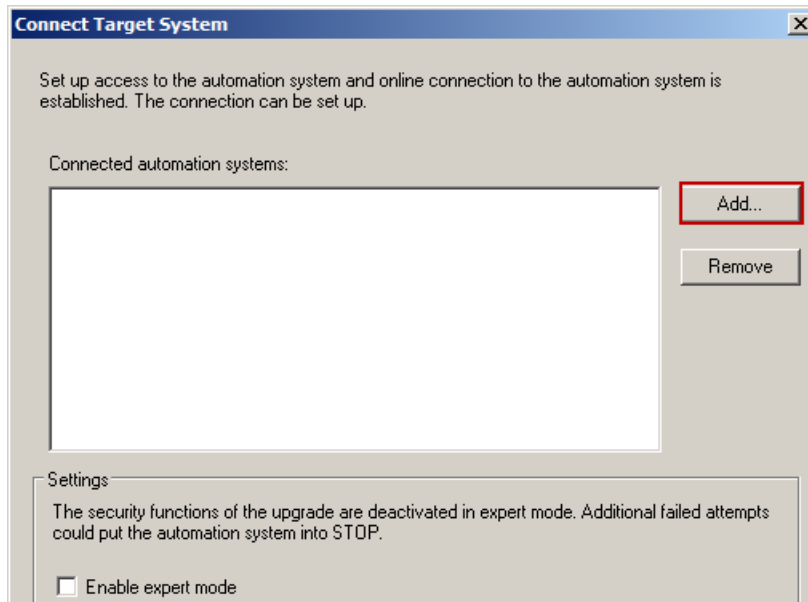 Connect Target System
Set up access to the automation system and online connection to the automation system is
established. The connection can be set up.
Connected automation systems:
Add...
Remove
Settings
The security functions of the upgrade are deactivated in expert mode. Additional failed attempts
could put the automation system into STOP.
Enable expert mode